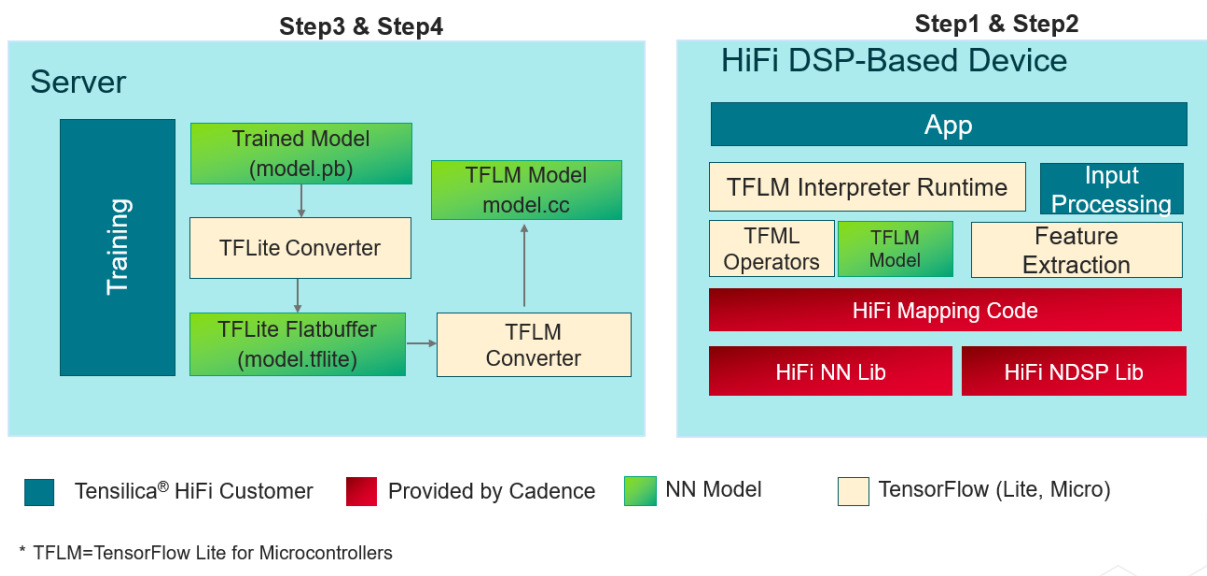 Step3 & Step4
Server
Training
Trained Model
(model.pb)
TFLite Converter
TFLite Flatbuffer
(model.tflite)
TFLM Model
model.cc
TFLM
Converter
Step1 & Step2
HiFi DSP-Based Device
App
TFLM Interpreter Runtime
Input
Processing
TFML
Operators
TFLM
Model
Feature
Extraction
HiFi Mapping Code
HiFi NN Lib
HiFi NDSP Lib
Tensilica® HiFi Customer
Provided by Cadence
NN Model
TensorFlow (Lite, Micro)
* TFLM=TensorFlow Lite for Microcontrollers